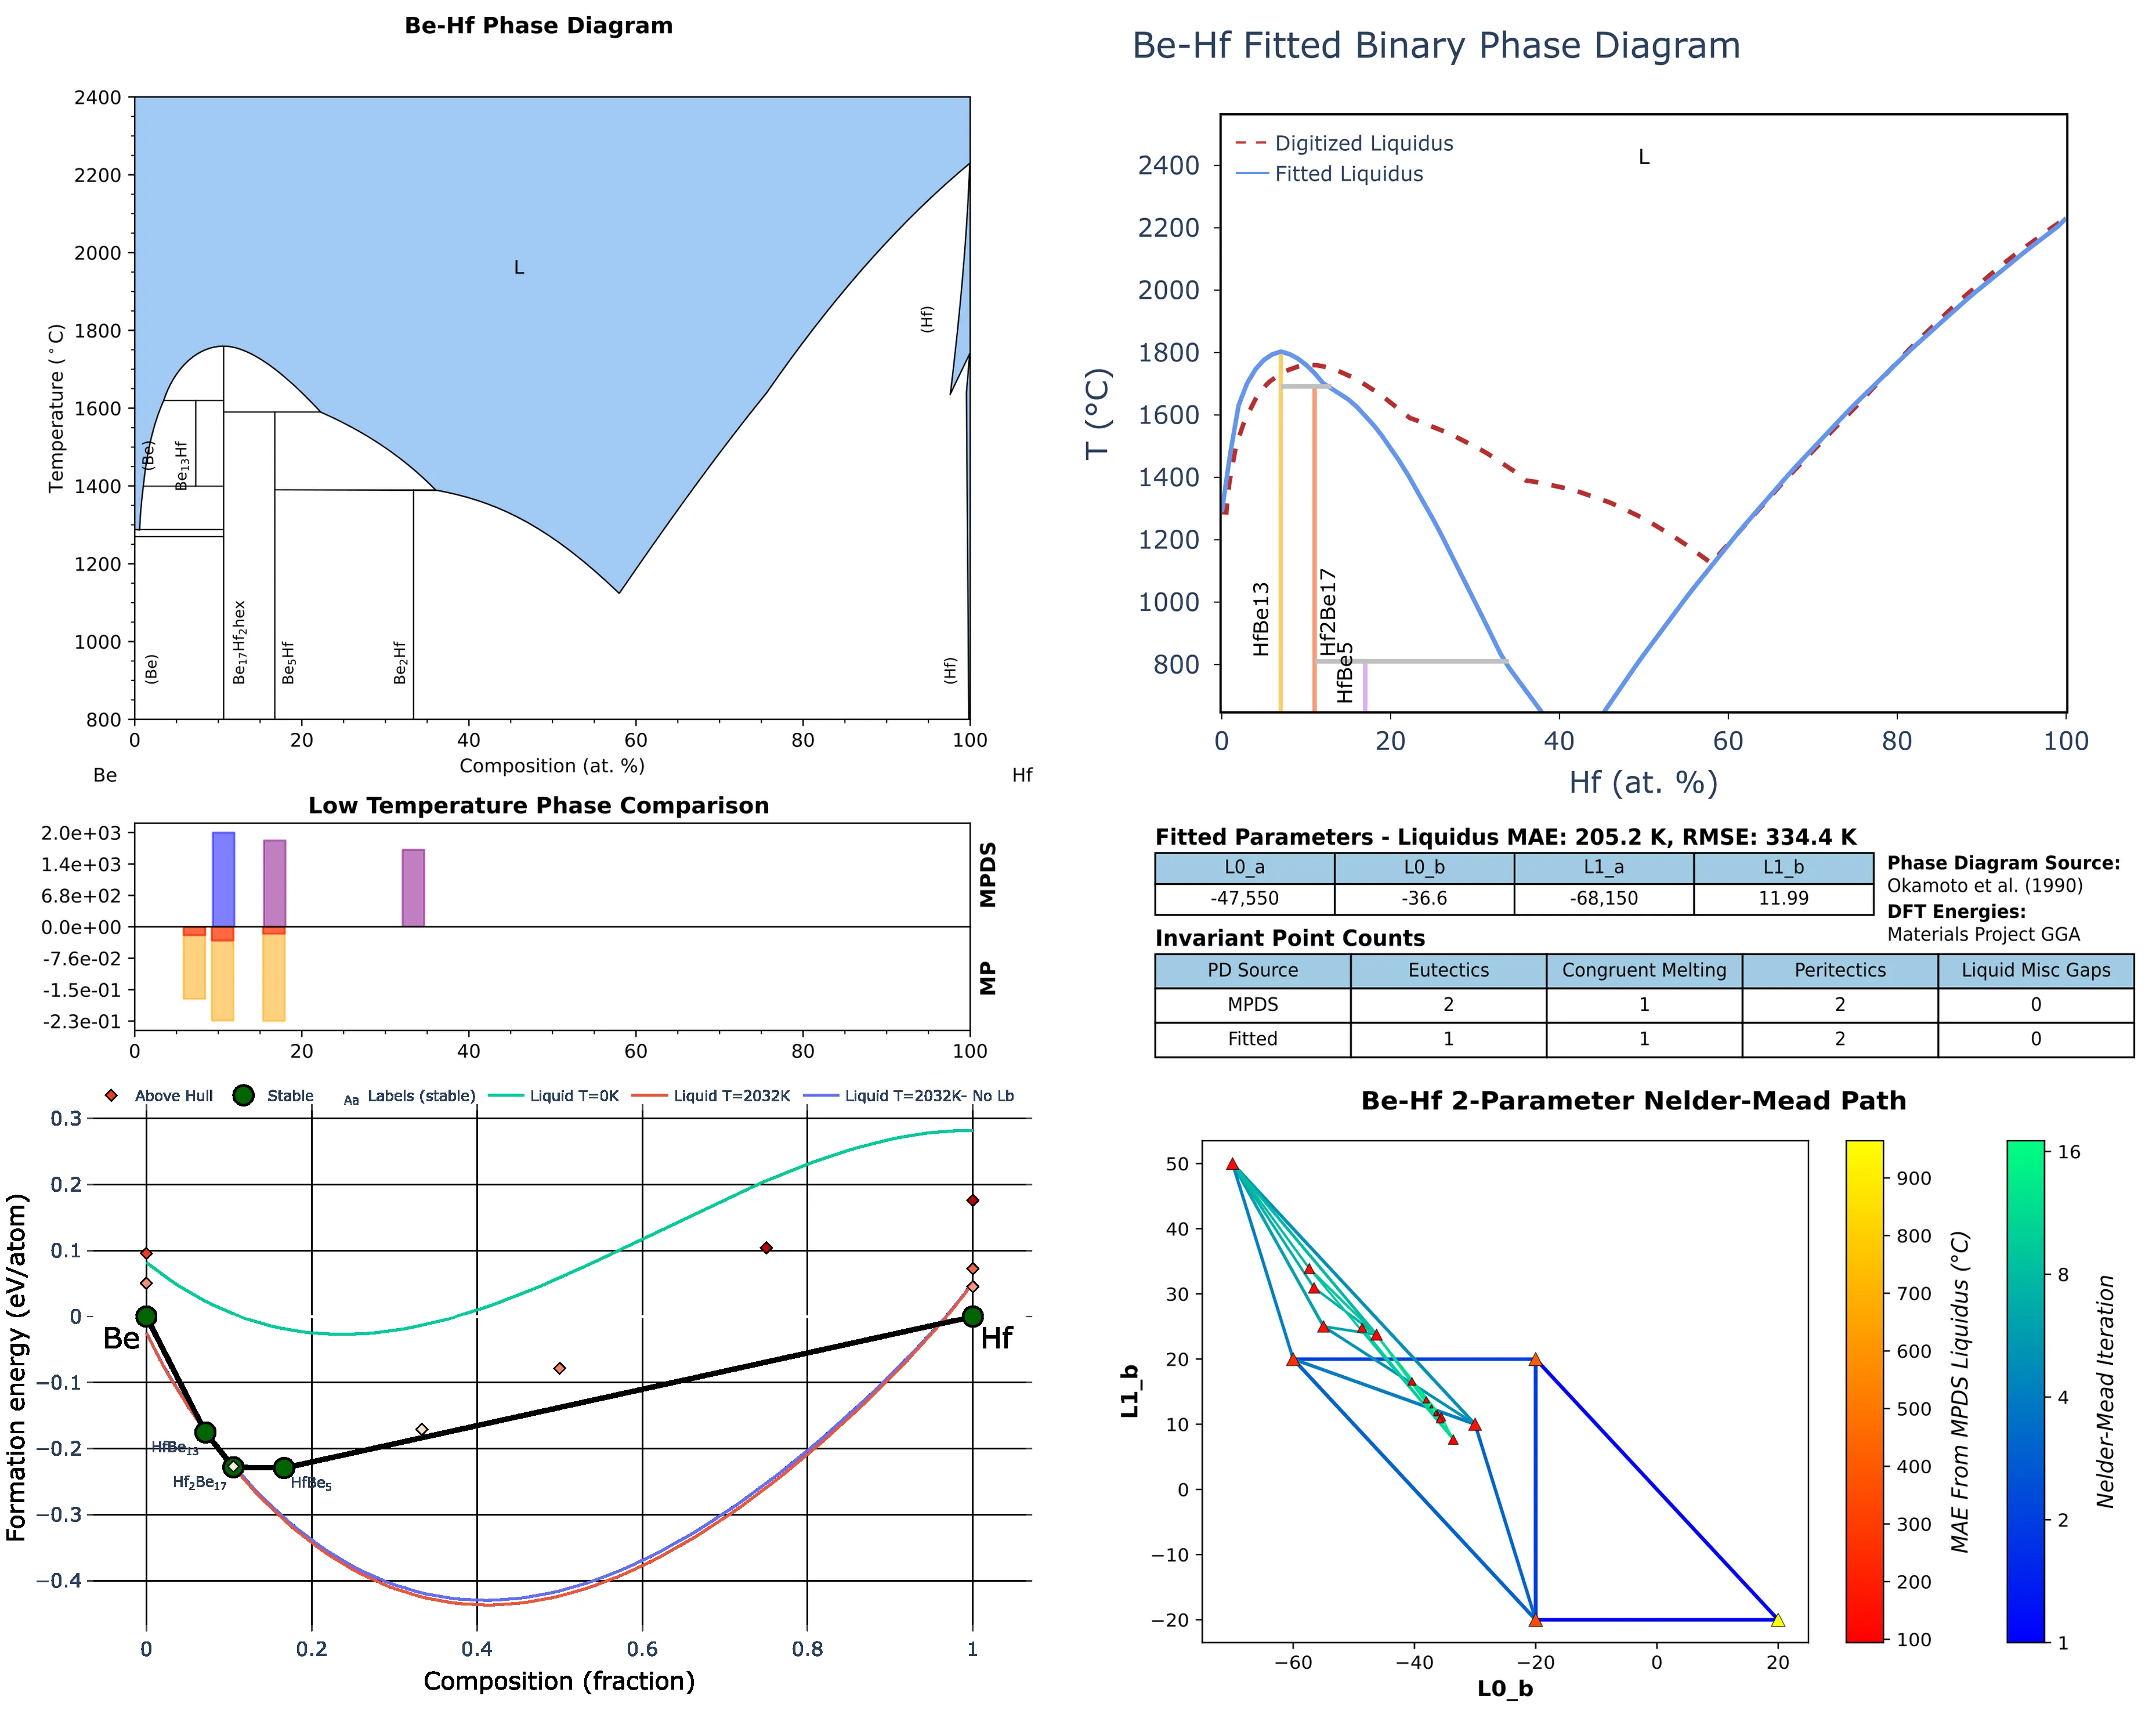 Be-Hf Phase Diagram
2400
2200
2000
1800
1600
1400
1200
1000
800
Temperature (°C)
L
(Be)
Be13Hf
(Be)
Be17Hf2hex
Be5Hf
Be2Hf
(Hf)
(Hf)
0 20 40 60 80 100
Composition (at. %)
Be
Hf
Be-Hf Fitted Binary Phase Diagram
Digitized Liquidus
Fitted Liquidus
L
2400
2200
2000
1800
1600
1400
1200
1000
800
T (°C)
HfBe13
Hf2Be17
HfBe5
0 20 40 60 80 100
Hf (at. %)
Low Temperature Phase Comparison
2.0e+03
1.4e+03
6.8e+02
0.0e+00
-7.6e-02
-1.5e-01
-2.3e-01
MPDS
MP
0 20 40 60 80 100
Fitted Parameters - Liquidus MAE: 205.2 K, RMSE: 334.4 K
L0_a L0_b L1_a L1_b
-47,550 -36.6 -68,150 11.99
Phase Diagram Source:
Okamoto et al. (1990)
DFT Energies:
Materials Project GGA
Invariant Point Counts
PD Source Eutectics Congruent Melting Peritectics Liquid Misc Gaps
MPDS 2 1 2 0
Fitted 1 1 2 0
Above Hull Stable Aa Labels (stable) Liquid T=0K Liquid T=2032K Liquid T=2032K- No Lb
0.3
0.2
0.1
0
−0.1
−0.2
−0.3
−0.4
Formation energy (eV/atom)
Be
Hf
HfBe13
Hf2Be17
HfBe5
0 0.2 0.4 0.6 0.8 1
Composition (fraction)
Be-Hf 2-Parameter Nelder-Mead Path
50
40
30
20
10
0
−10
−20
L1_b
−60 −40 −20 0 20
L0_b
900
800
700
600
500
400
300
200
100
MAE From MPDS Liquidus (°C)
16
8
4
2
1
Nelder-Mead Iteration